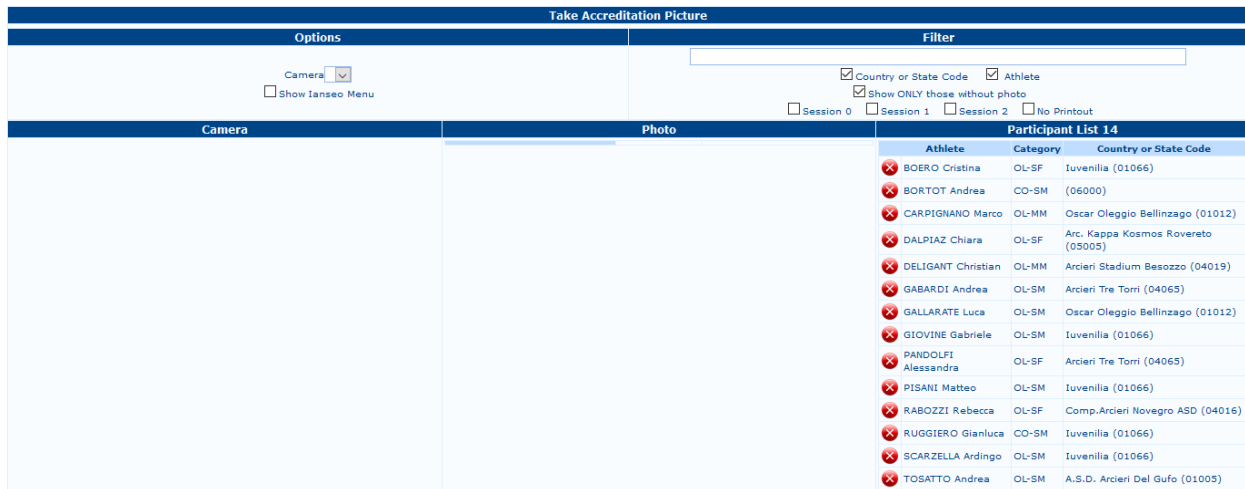 Take Accreditation Picture
Options Filter
Camera
Country or State Code Athlete
Show Ianseo Menu
Show ONLY those without photo
Session 0 Session 1 Session 2 No Printout
Camera Photo Participant List 14
Athlete Category Country or State Code
BOERO Cristina OL-SF Iuvenilia (01066)
BORTOT Andrea CO-SM (06000)
CARPIGNANO Marco OL-MM Oscar Oleggio Bellinzago (01012)
DALPIAZ Chiara OL-SF Arc. Kappa Kosmos Rovereto
(05005)
DELIGANT Christian OL-MM Arcieri Stadium Besozzo (04019)
GABARDI Andrea OL-SM Arcieri Tre Torri (04065)
GALLARATE Luca OL-SM Oscar Oleggio Bellinzago (01012)
GIOVINE Gabriele OL-SM Iuvenilia (01066)
PANDOLFI
Alessandra OL-SF Arcieri Tre Torri (04065)
PISANI Matteo OL-SM Iuvenilia (01066)
RABOZZI Rebecca OL-SF Comp.Arcieri Novegro ASD (04016)
RUGGIERO Gianluca CO-SM Iuvenilia (01066)
SCARZELLA Ardingo OL-SM Iuvenilia (01066)
TOSATTO Andrea OL-SM A.S.D. Arcieri Del Gufo (01005)